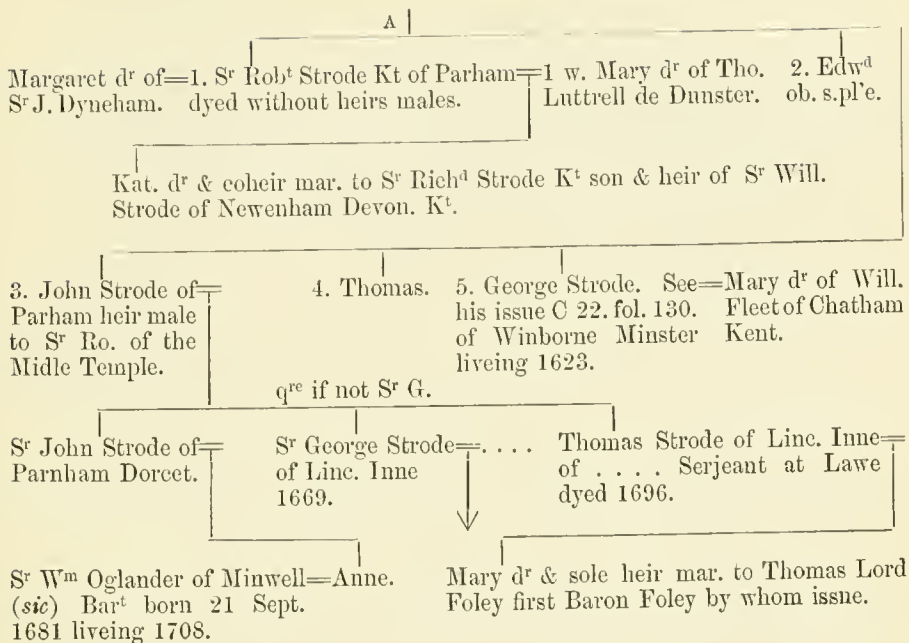 A
Margaret dʳ of=1. Sʳ Robᵗ Strode Kt of Parham=1 w. Mary dʳ of Tho. 2. Edwᵈ
Sʳ J. Dyneham. dyed without heirs males. Luttrell de Dunster. ob. s.pl'e.
Kat. dʳ & coheir mar. to Sʳ Richᵈ Strode Kᵗ son & heir of Sʳ Will.
Strode of Newenham Devon. Kᵗ.
3. John Strode of= 4. Thomas. 5. George Strode. See=Mary dʳ of Will.
Parham heir male his issue C 22. fol. 130. Fleet of Chatham
to Sʳ Ro. of the of Winborne Minster Kent.
Midle Temple. liveing 1623.
qʳᵉ if not Sʳ G.
Sʳ John Strode of= Sʳ George Strode=. . . . Thomas Strode of Linc. Inne=
Parnham Dorcet. of Linc. Inne of . . . . Serjeant at Lawe
1669. dyed 1696.
Sʳ Wᵐ Oglander of Minwell=Anne. Mary dʳ & sole heir mar. to Thomas Lord
(sic) Barᵗ born 21 Sept. Foley first Baron Foley by whom issue.
1681 liveing 1708.